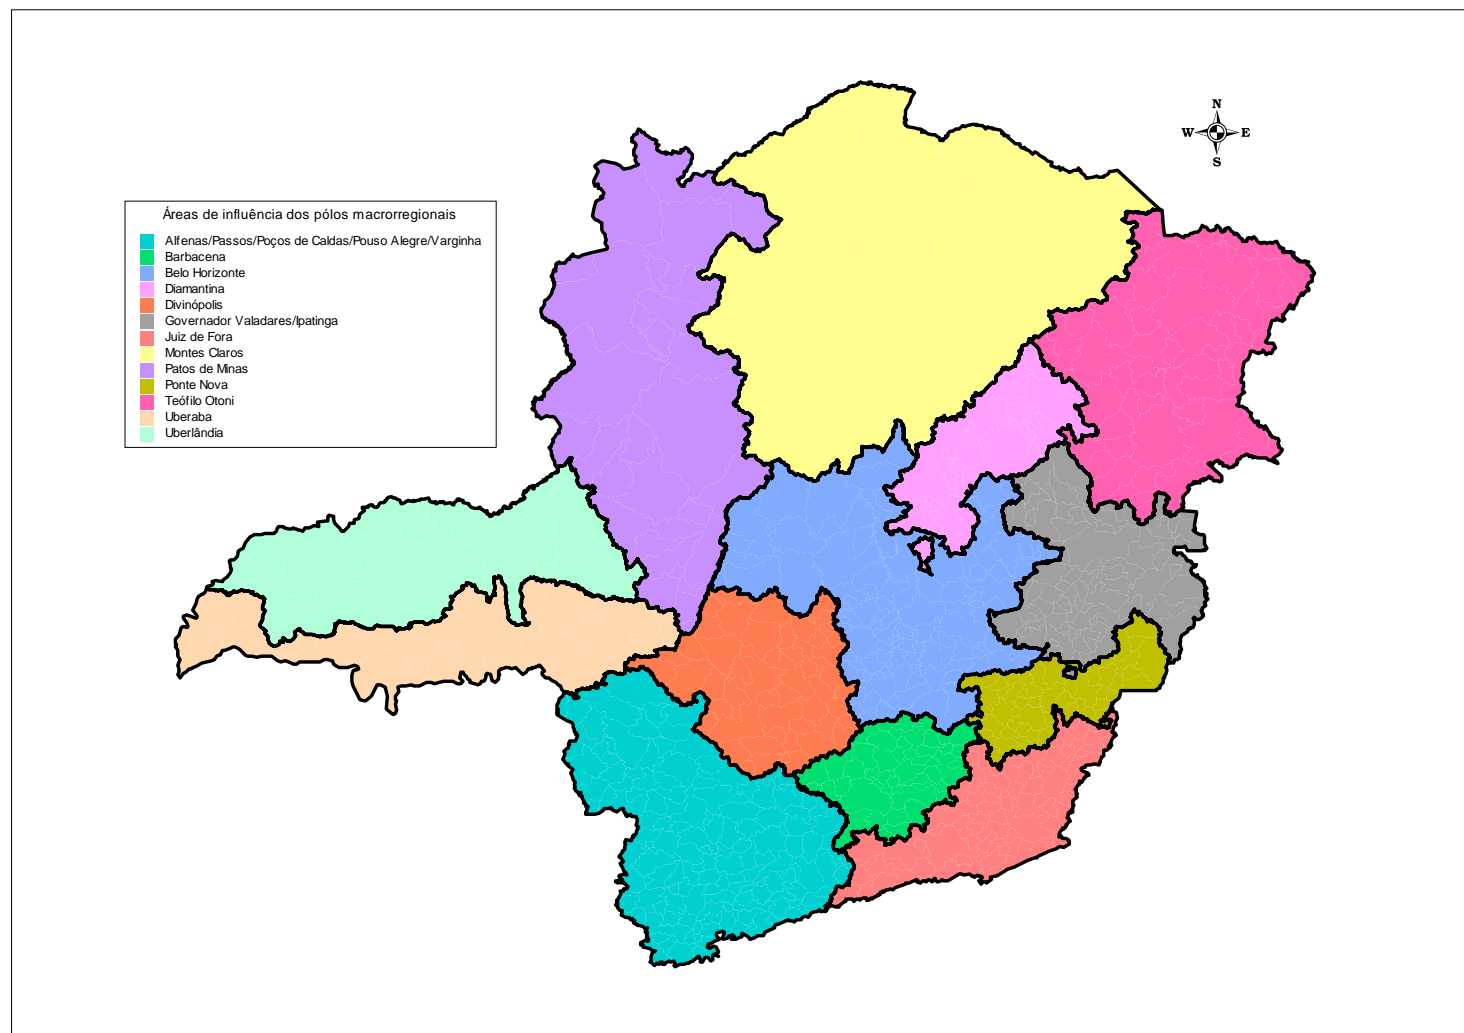 N
W E
S
Áreas de influência dos pólos macrorregionais
Alfenas/Passos/Poços de Caldas/Pouso Alegre/Varginha
Barbacena
Belo Horizonte
Diamantina
Divinópolis
Governador Valadares/Ipatinga
Juiz de Fora
Montes Claros
Patos de Minas
Ponte Nova
Teófilo Otoni
Uberaba
Uberlândia